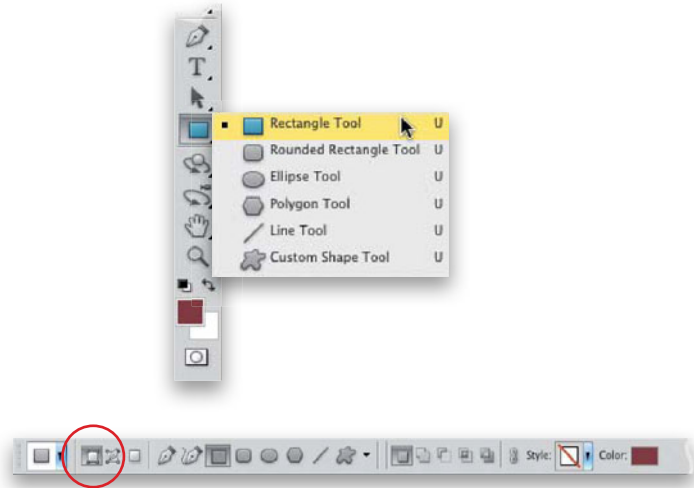 T
Rectangle Tool U
Rounded Rectangle Tool U
Ellipse Tool U
Polygon Tool U
Line Tool U
Custom Shape Tool U
Style: Color: